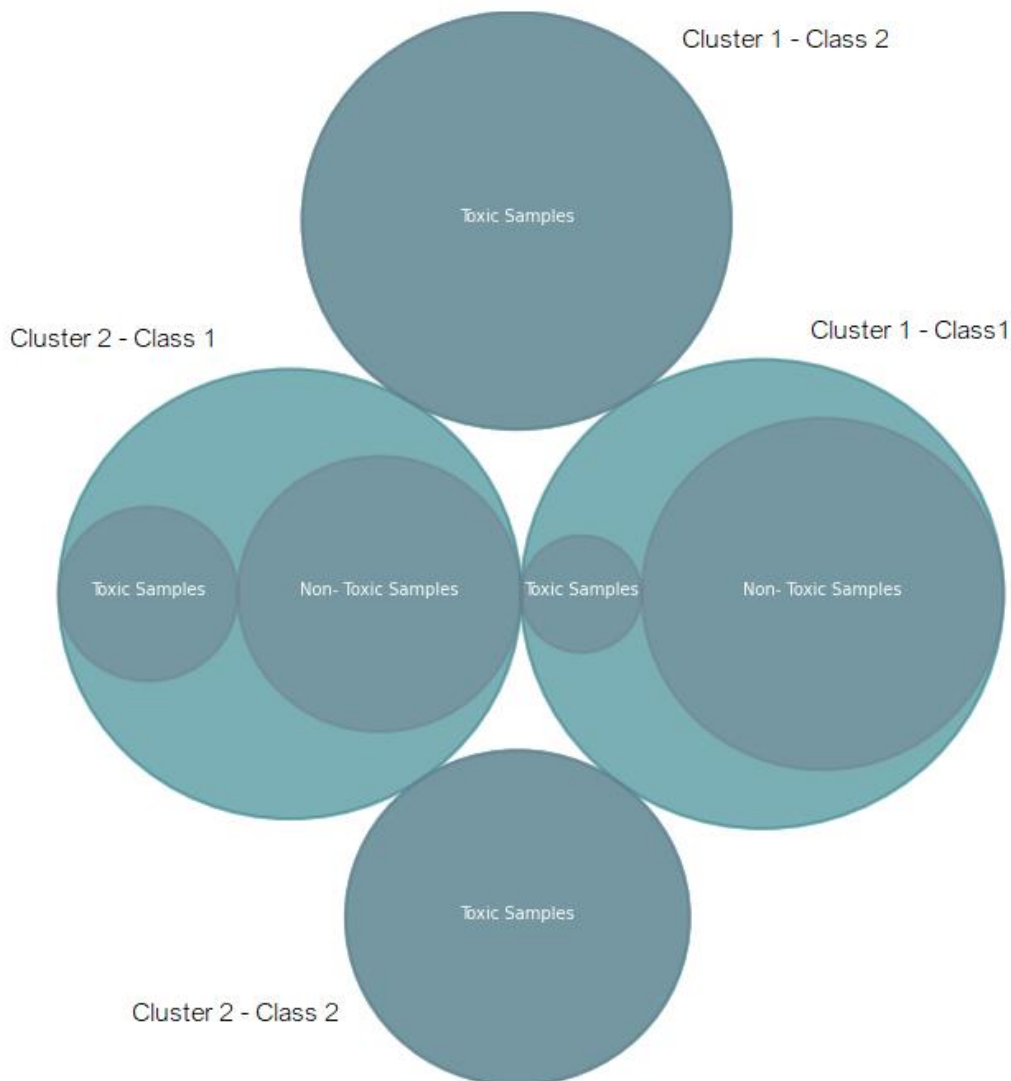 Cluster 1 - Class 2
Toxic Samples
Cluster 2 - Class 1
Cluster 1 - Class1
Toxic Samples
Non- Toxic Samples
Toxic Samples
Non- Toxic Samples
Toxic Samples
Cluster 2 - Class 2